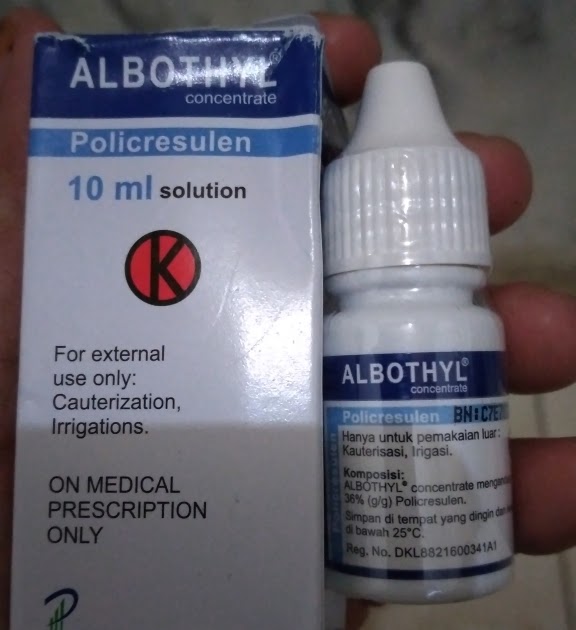 ALBOTHYL®
concentrate
Policresulen
10 ml solution
K
For external
use only:
Cauterization,
Irrigations.
ON MEDICAL
PRESCRIPTION
ONLY
ALBOTHYL®
concentrate
Policresulen BN:C7E
Hanya untuk pemakaian luar :
Kauterisasi, Irigasi.
Komposisi:
ALBOTHYL® concentrate
36% (g/g) Policresulen.
Simpan di tempat yang dingin
di bawah 25°C.
Reg. No. DKL8821600341A1